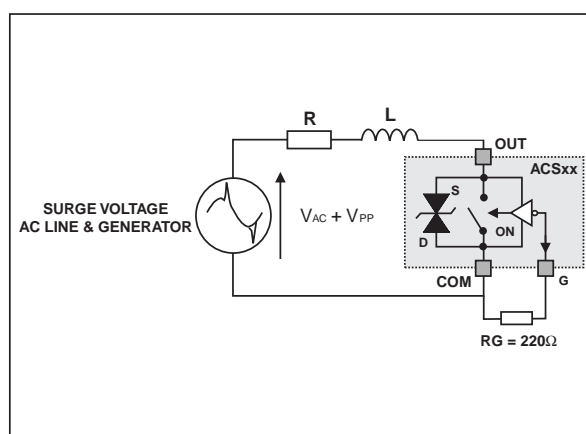 R
L
OUT
ACSxx
SURGE VOLTAGE
AC LINE & GENERATOR
VAC + VPP
S
D
ON
COM
G
RG = 220Ω